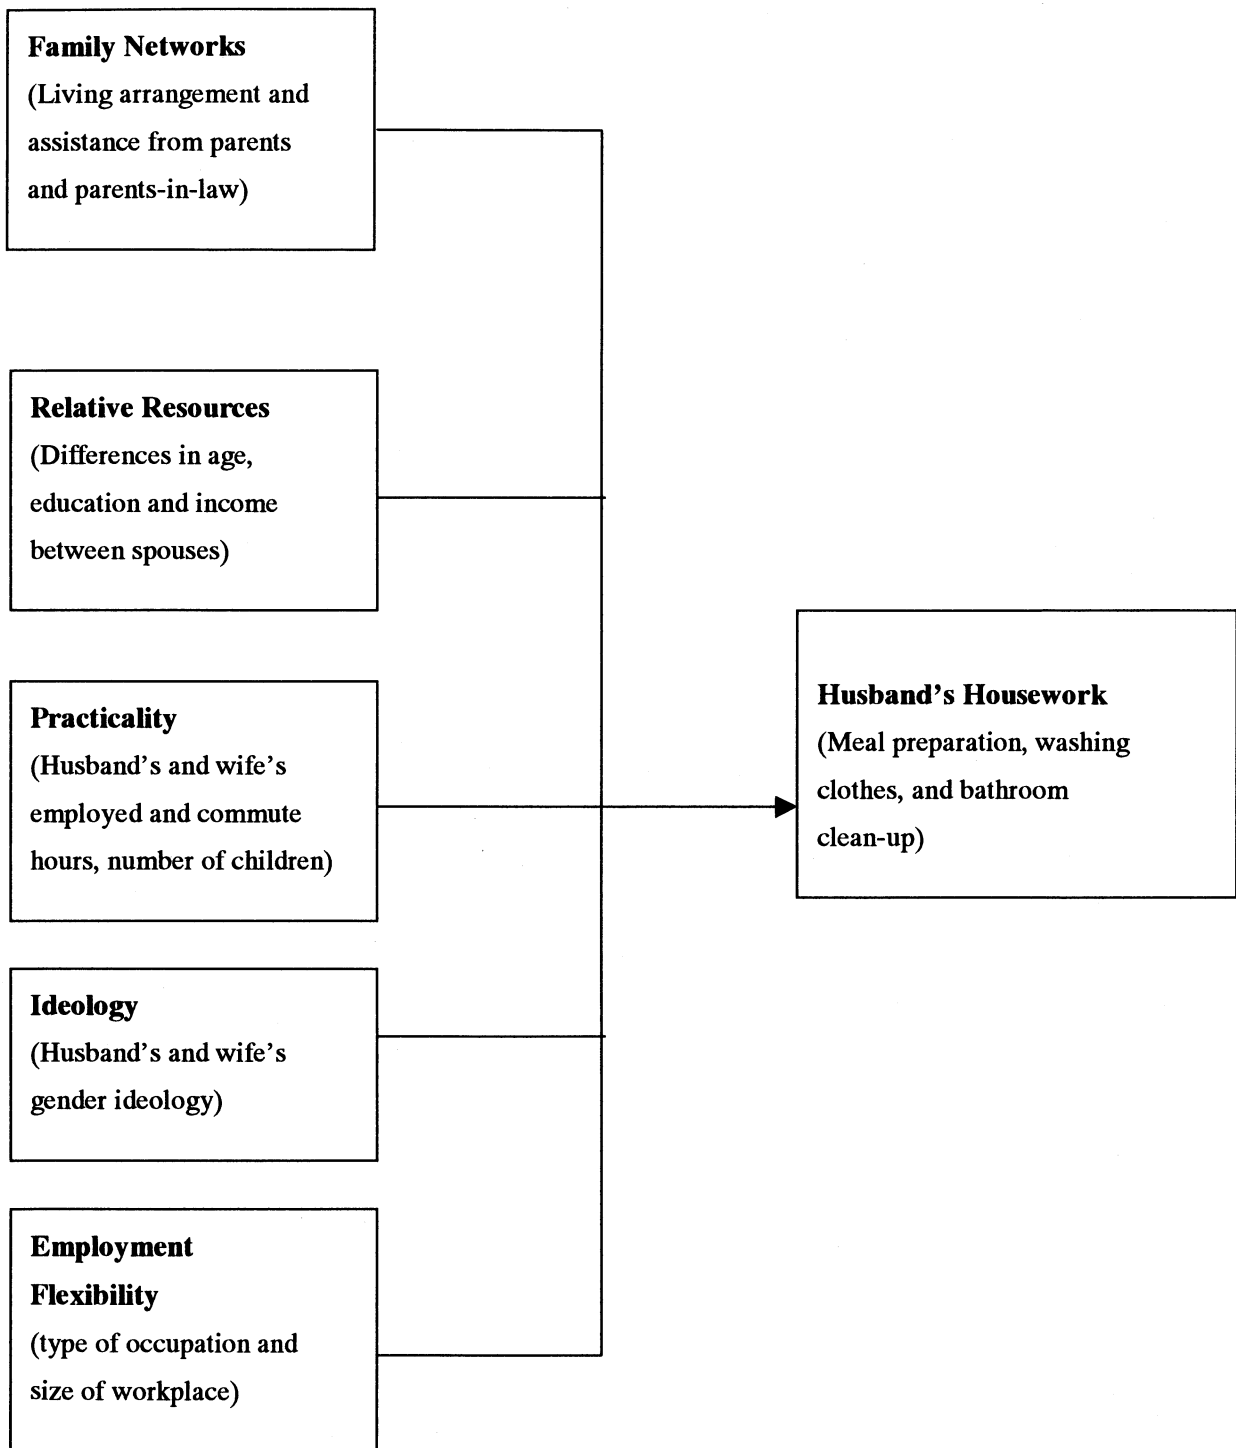 Family Networks
(Living arrangement and
assistance from parents
and parents-in-law)
Relative Resources
(Differences in age,
education and income
between spouses)
Practicality
(Husband's and wife's
employed and commute
hours, number of children)
Ideology
(Husband's and wife's
gender ideology)
Employment
Flexibility
(type of occupation and
size of workplace)
Husband's Housework
(Meal preparation, washing
clothes, and bathroom
clean-up)